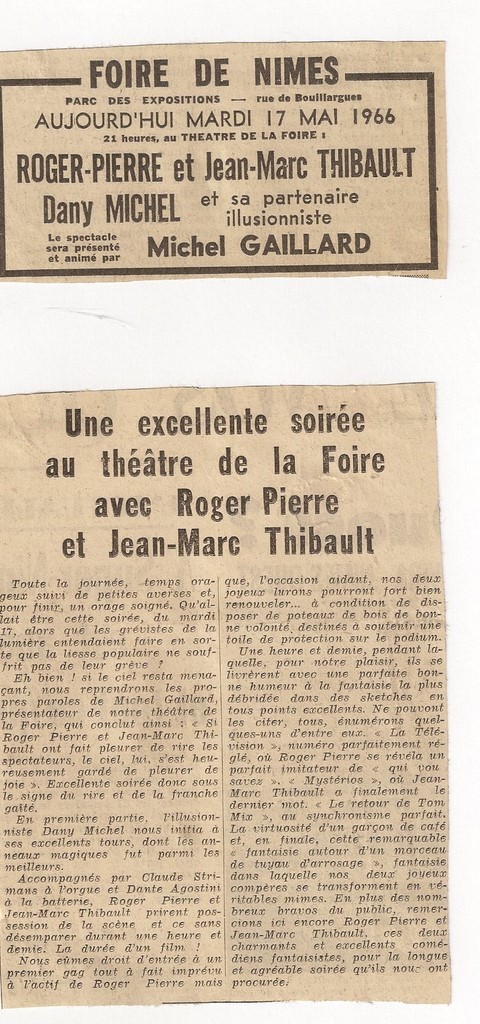 FOIRE DE NIMES
PARC DES EXPOSITIONS — rue de Bouillargues
AUJOURD'HUI MARDI 17 MAI 1966
21 heures, au THEATRE DE LA FOIRE :
ROGER-PIERRE et Jean-Marc THIBAULT
Dany MICHEL et sa partenaire
illusionniste
Le spectacle
sera présenté
et animé par
Michel GAILLARD
Une excellente soirée
au théâtre de la Foire
avec Roger Pierre
et Jean-Marc Thibault
Toute la journée, temps ora-
geux suivi de petites averses et,
pour finir, un orage soigné. Qu'al-
lait être cette soirée, du mardi
17, alors que les grévistes de la
lumière entendaient faire en sor-
te que la liesse populaire ne souf-
frit pas de leur grève ?
Eh bien ! si le ciel resta mena-
çant, nous reprendrons les pro-
pres paroles de Michel Gaillard,
présentateur de notre théâtre de
la Foire, qui conclut ainsi : « Si
Roger Pierre et Jean-Marc Thi-
bault ont fait pleurer de rire les
spectateurs, le ciel, lui, s'est heu-
reusement gardé de pleurer de
joie ». Excellente soirée donc sous
le signe du rire et de la franche
gaîté.
En première partie, l'illusion-
niste Dany Michel nous initia à
ses excellents tours, dont les an-
neaux magiques fut parmi les
meilleurs.
Accompagnés par Claude Stri-
mans à l'orgue et Dante Agostini
à la batterie, Roger Pierre et
Jean-Marc Thibault prirent pos-
session de la scène et ce sans
désemparer durant une heure et
demie. La durée d'un film !
Nous eûmes droit d'entrée à un
premier gag tout à fait imprévu
à l'actif de Roger Pierre mais
que, l'occasion aidant, nos deux
joyeux lurons pourront fort bien
renouveler... à condition de dis-
poser de poteaux de bois de bon-
ne volonté, destinés à soutenir une
toile de protection sur le podium.
Une heure et demie, pendant la-
quelle, pour notre plaisir, ils se
livrèrent avec une parfaite bon-
ne humeur à la fantaisie la plus
débridée dans des sketches en
tous points excellents. Ne pouvant
les citer, tous, énumérons quel-
ques-uns d'entre eux. « La Télé-
vision », numéro parfaitement ré-
glé, où Roger Pierre se révéla un
parfait imitateur de « qui vou
savez ». « Mystérios », où Jean-
Marc Thibault a finalement le
dernier mot. « Le retour de Tom
Mix », au synchronisme parfait.
La virtuosité d'un garçon de café
et, en finale, cette remarquable
« fantaisie autour d'un morceau
de tuyau d'arrosage », fantaisie
dans laquelle nos deux joyeux
compères se transforment en vé-
ritables mimes. En plus des nom-
breux bravos du public, remer-
cions ici encore Roger Pierre et
Jean-Marc Thibault, ces deux
charmants et excellents comé-
diens fantaisistes, pour la longue
et agréable soirée qu'ils nous ont
procurée.